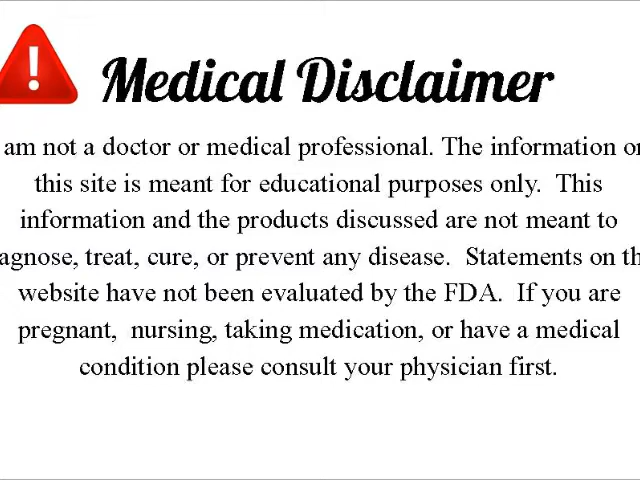 !
Medical Disclaimer
am not a doctor or medical professional. The information on
this site is meant for educational purposes only. This
information and the products discussed are not meant to
agnose, treat, cure, or prevent any disease. Statements on th
website have not been evaluated by the FDA. If you are
pregnant, nursing, taking medication, or have a medical
condition please consult your physician first.